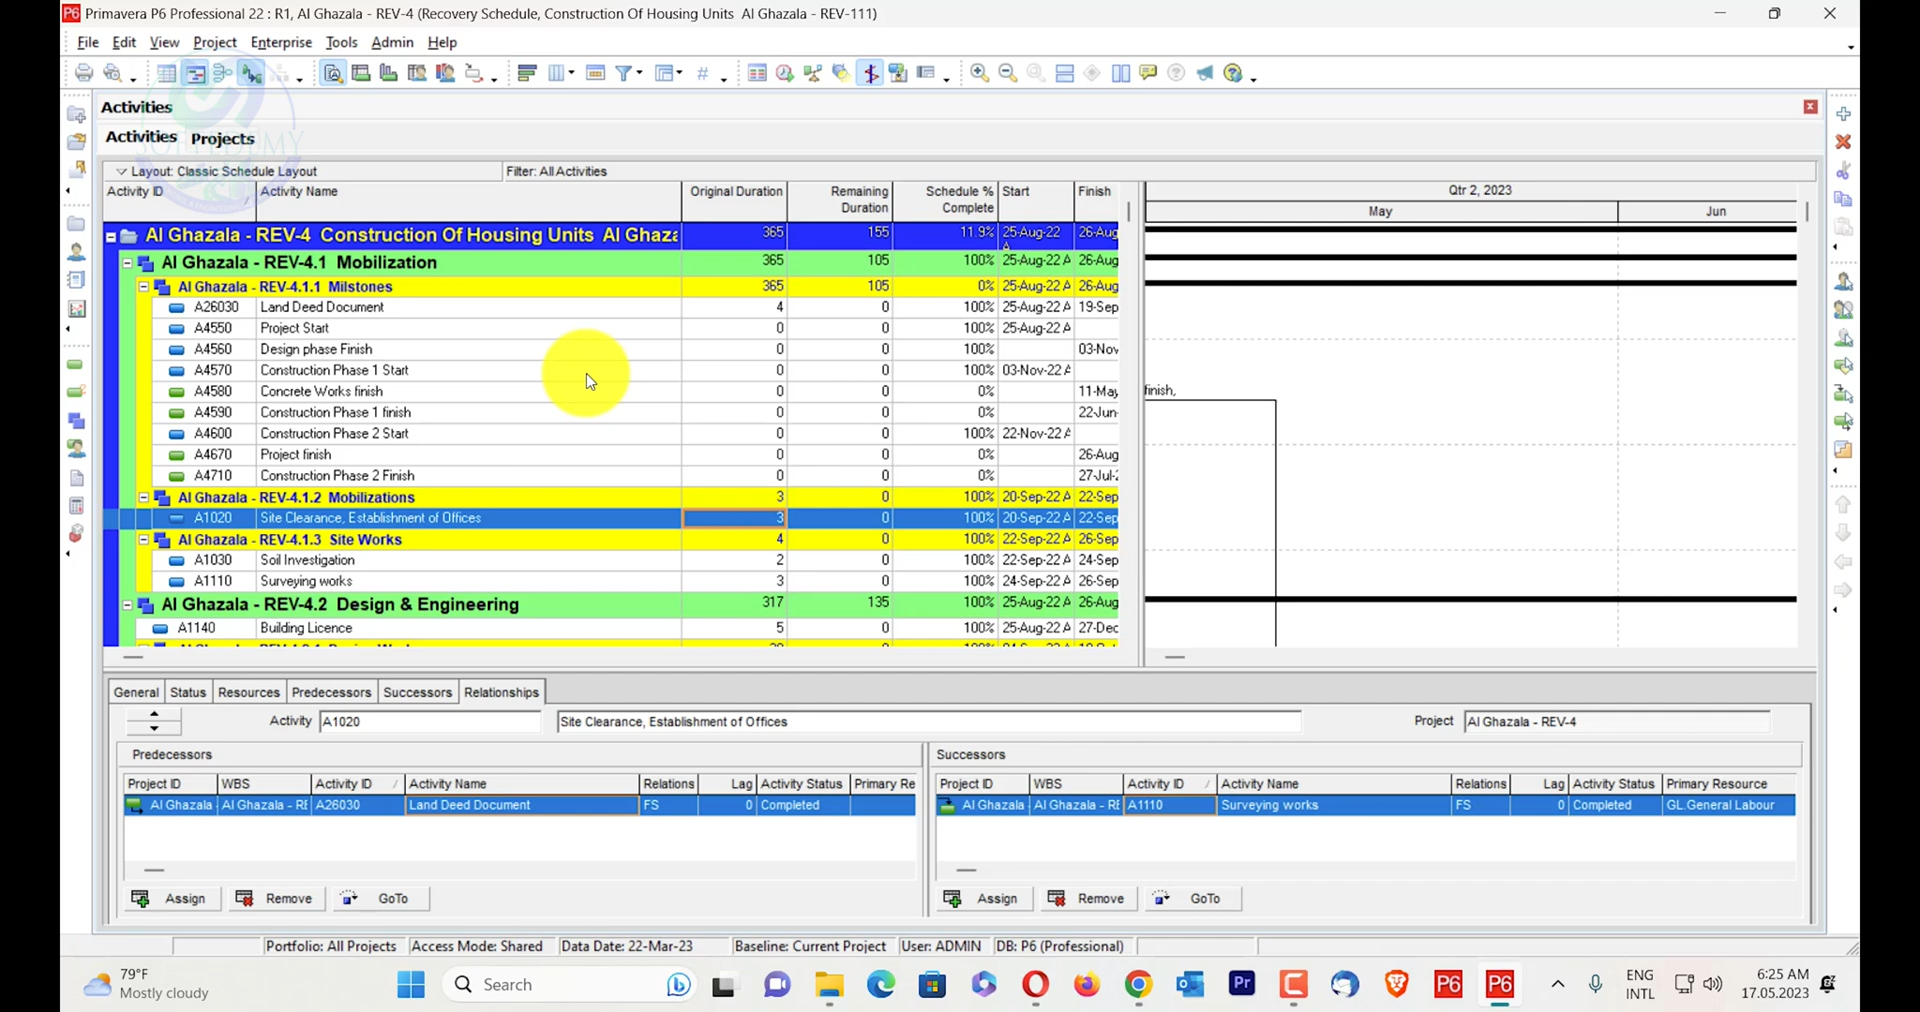 Primavera P6 Professional 22 : R1, Al Ghazala - REV-4 (Recovery Schedule, Construction Of Housing Units  Al Ghazala - REV-111)
File Edit View Project Enterprise Tools Admin Help
Activities
Activities Projects
Layout: Classic Schedule Layout Filter: All Activities
Activity ID Activity Name Original Duration Remaining Duration Schedule % Complete Start Finish Qtr 2, 2023
May Jun
Al Ghazala - REV-4 Construction Of Housing Units Al Ghaza 365 155 11.9% 25-Aug-22 A 26-Aug
Al Ghazala - REV-4.1 Mobilization 365 105 100% 25-Aug-22 A 26-Aug
Al Ghazala - REV-4.1.1 Milstones 365 105 0% 25-Aug-22 A 26-Aug
A26030 Land Deed Document 4 0 100% 25-Aug-22 A 19-Sep
A4550 Project Start 0 0 100% 25-Aug-22 A
A4560 Design phase Finish 0 0 100% 03-Nov
A4570 Construction Phase 1 Start 0 0 100% 03-Nov-22 A
A4580 Concrete Works finish 0 0 0% 11-May finish,
A4590 Construction Phase 1 finish 0 0 0% 22-Jun-
A4600 Construction Phase 2 Start 0 0 100% 22-Nov-22 A
A4670 Project finish 0 0 0% 26-Aug
A4710 Construction Phase 2 Finish 0 0 0% 27-Jul-2
Al Ghazala - REV-4.1.2 Mobilizations 3 0 100% 20-Sep-22 A 22-Sep
A1020 Site Clearance, Establishment of Offices 3 0 100% 20-Sep-22 A 22-Sep
Al Ghazala - REV-4.1.3 Site Works 4 0 100% 22-Sep-22 A 26-Sep
A1030 Soil Investigation 2 0 100% 22-Sep-22 A 24-Sep
A1110 Surveying works 3 0 100% 24-Sep-22 A 26-Sep
Al Ghazala - REV-4.2 Design & Engineering 317 135 100% 25-Aug-22 A 26-Aug
A1140 Building Licence 5 0 100% 25-Aug-22 A 27-Dec
General Status Resources Predecessors Successors Relationships
Activity A1020 Site Clearance, Establishment of Offices Project Al Ghazala - REV-4
Predecessors Successors
Project ID WBS Activity ID Activity Name Relations Lag Activity Status Primary Re Project ID WBS Activity ID Activity Name Relations Lag Activity Status Primary Resource
Al Ghazala Al Ghazala - RE A26030 Land Deed Document FS 0 Completed Al Ghazala Al Ghazala - RE A1110 Surveying works FS 0 Completed GL.General Labour
Assign Remove GoTo Assign Remove GoTo
Portfolio: All Projects Access Mode: Shared Data Date: 22-Mar-23 Baseline: Current Project User: ADMIN DB: P6 (Professional)
79°F
Mostly cloudy
Search
Pr
P6
P6
ENG
INTL
6:25 AM
17.05.2023